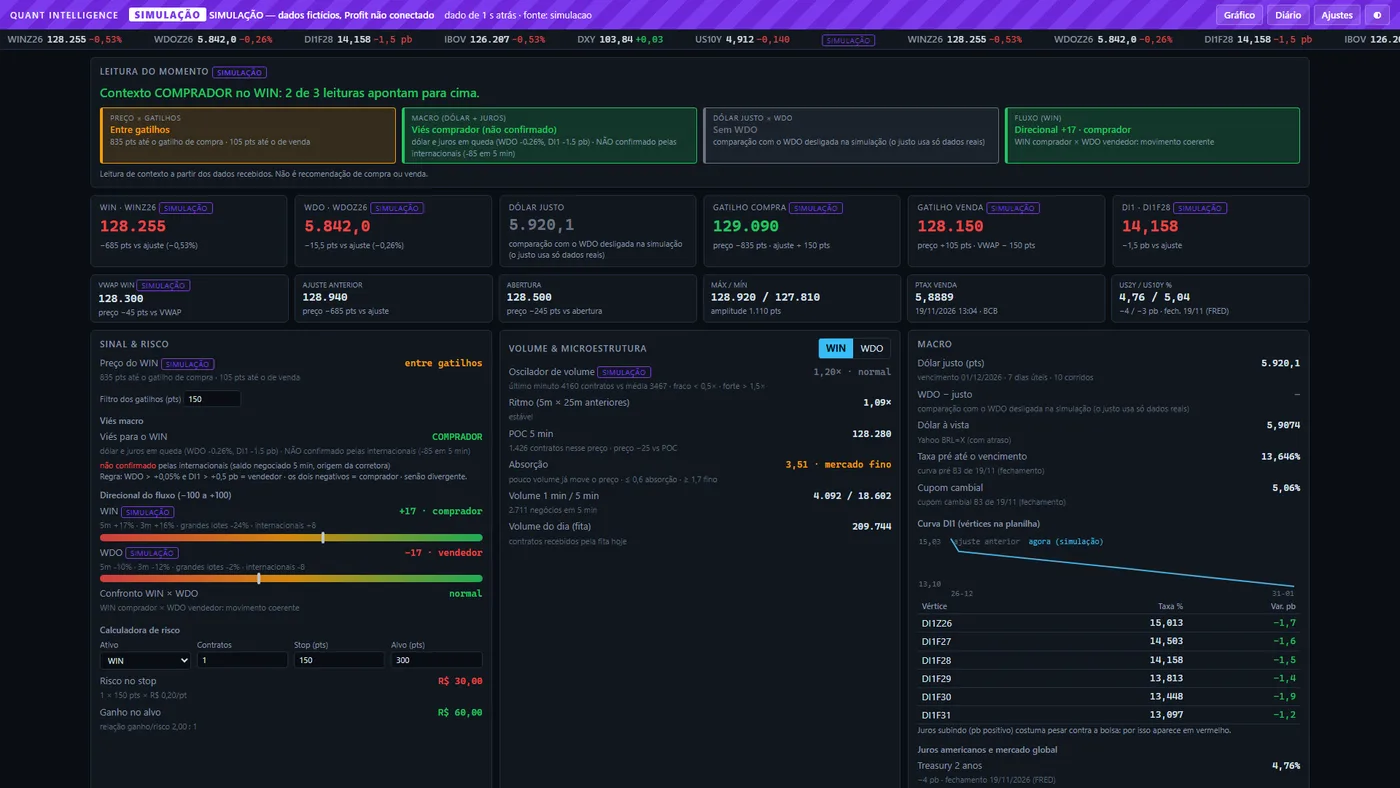 QUANT INTELLIGENCE SIMULAÇÃO SIMULAÇÃO — dados fictícios, Profit não conectado dado de 1 s atrás · fonte: simulacao Gráfico Diário Ajustes
WINZ26 128.255 −0,53% WDOZ26 5.842,0 −0,26% DI1F28 14,158 −1,5 pb IBOV 126.207 −0,53% DXY 103,84 +0,03 US10Y 4,912 −0,140 SIMULAÇÃO WINZ26 128.255 −0,53% WDOZ26 5.842,0 −0,26% DI1F28 14,158 −1,5 pb IBOV 126.20
LEITURA DO MOMENTO SIMULAÇÃO
Contexto COMPRADOR no WIN: 2 de 3 leituras apontam para cima.
PREÇO × GATILHOS
Entre gatilhos
835 pts até o gatilho de compra · 105 pts até o de venda
MACRO (DÓLAR + JUROS)
Viés comprador (não confirmado)
dólar e juros em queda (WDO -0.26%, DI1 -1.5 pb) · NÃO confirmado pelas
internacionais (-85 em 5 min)
DÓLAR JUSTO × WDO
Sem WDO
comparação com o WDO desligada na simulação (o justo usa só dados reais)
FLUXO (WIN)
Direcional +17 · comprador
WIN comprador × WDO vendedor: movimento coerente
Leitura de contexto a partir dos dados recebidos. Não é recomendação de compra ou venda.
WIN · WINZ26 SIMULAÇÃO
128.255
−685 pts vs ajuste (−0,53%)
WDO · WDOZ26 SIMULAÇÃO
5.842,0
−15,5 pts vs ajuste (−0,26%)
DÓLAR JUSTO
5.920,1
comparação com o WDO desligada na simulação
(o justo usa só dados reais)
GATILHO COMPRA SIMULAÇÃO
129.090
preço −835 pts · ajuste + 150 pts
GATILHO VENDA SIMULAÇÃO
128.150
preço +105 pts · VWAP − 150 pts
DI1 · DI1F28 SIMULAÇÃO
14,158
−1,5 pb vs ajuste
VWAP WIN SIMULAÇÃO
128.300
preço −45 pts vs VWAP
AJUSTE ANTERIOR
128.940
preço −685 pts vs ajuste
ABERTURA
128.500
preço −245 pts vs abertura
MÁX / MÍN
128.920 / 127.810
amplitude 1.110 pts
PTAX VENDA
5,8889
19/11/2026 13:04 · BCB
US2Y / US10Y %
4,76 / 5,04
−4 / −3 pb · fech. 19/11 (FRED)
SINAL & RISCO
Preço do WIN SIMULAÇÃO entre gatilhos
835 pts até o gatilho de compra · 105 pts até o de venda
Filtro dos gatilhos (pts) 150
Viés macro
Viés para o WIN COMPRADOR
dólar e juros em queda (WDO -0.26%, DI1 -1.5 pb) · NÃO confirmado pelas internacionais (-85 em 5 min)
não confirmado pelas internacionais (saldo negociado 5 min, origem da corretora)
Regra: WDO > +0,05% e DI1 > +0,5 pb = vendedor · os dois negativos = comprador · senão divergente.
Direcional do fluxo (−100 a +100)
WIN SIMULAÇÃO +17 · comprador
5m +17% · 3m +16% · grandes lotes -24% · internacionais +8
WDO SIMULAÇÃO −17 · vendedor
5m -10% · 3m -12% · grandes lotes -2% · internacionais -8
Confronto WIN × WDO normal
WIN comprador × WDO vendedor: movimento coerente
Calculadora de risco
Ativo Contratos Stop (pts) Alvo (pts)
WIN 1 150 300
Risco no stop R$ 30,00
1 × 150 pts × R$ 0,20/pt
Ganho no alvo R$ 60,00
relação ganho/risco 2,00 : 1
VOLUME & MICROESTRUTURA WIN WDO
Oscilador de volume SIMULAÇÃO 1,20× · normal
último minuto 4160 contratos vs média 3467 · fraco < 0,5× · forte > 1,5×
Ritmo (5m × 25m anteriores) 1,09×
estável
POC 5 min 128.280
1.426 contratos nesse preço · preço −25 vs POC
Absorção 3,51 · mercado fino
pouco volume já move o preço · ≤ 0,6 absorção · ≥ 1,7 fino
Volume 1 min / 5 min 4.092 / 18.602
2.711 negócios em 5 min
Volume do dia (fita) 209.744
contratos recebidos pela fita hoje
MACRO
Dólar justo (pts) 5.920,1
vencimento 01/12/2026 · 7 dias úteis · 10 corridos
WDO − justo –
comparação com o WDO desligada na simulação (o justo usa só dados reais)
Dólar à vista 5,9074
Yahoo BRL=X (com atraso)
Taxa pré até o vencimento 13,646%
curva pré B3 de 19/11 (fechamento)
Cupom cambial 5,06%
cupom cambial B3 de 19/11 (fechamento)
Curva DI1 (vértices na planilha)
15,03 ajuste anterior agora (simulação)
13,10
26-12 31-01
Vértice Taxa % Var. pb
DI1Z26 15,013 −1,7
DI1F27 14,503 −1,6
DI1F28 14,158 −1,5
DI1F29 13,813 −1,4
DI1F30 13,448 −1,9
DI1F31 13,097 −1,2
Juros subindo (pb positivo) costuma pesar contra a bolsa: por isso aparece em vermelho.
Juros americanos e mercado global
Treasury 2 anos 4,76%
−4 pb · fechamento 19/11/2026 (FRED)